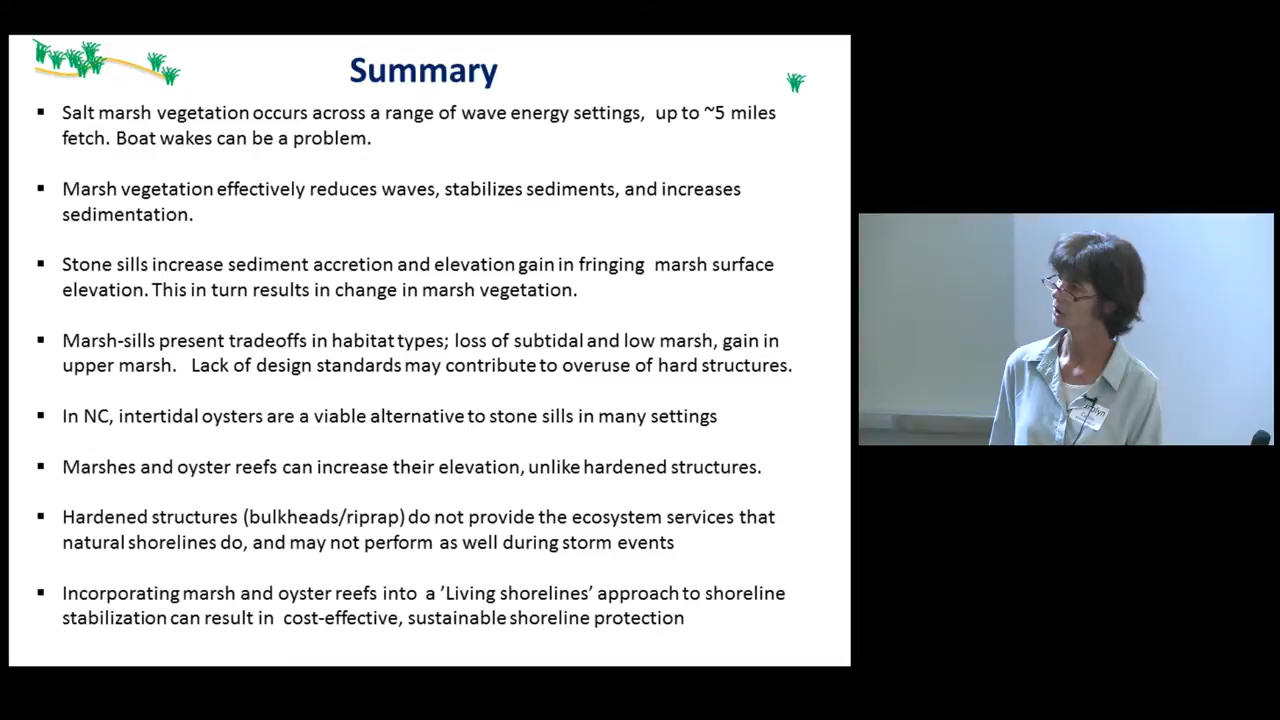 Summary
▪ Salt marsh vegetation occurs across a range of wave energy settings, up to ~5 miles
fetch. Boat wakes can be a problem.
▪ Marsh vegetation effectively reduces waves, stabilizes sediments, and increases
sedimentation.
▪ Stone sills increase sediment accretion and elevation gain in fringing marsh surface
elevation. This in turn results in change in marsh vegetation.
▪ Marsh-sills present tradeoffs in habitat types; loss of subtidal and low marsh, gain in
upper marsh. Lack of design standards may contribute to overuse of hard structures.
▪ In NC, intertidal oysters are a viable alternative to stone sills in many settings
▪ Marshes and oyster reefs can increase their elevation, unlike hardened structures.
▪ Hardened structures (bulkheads/riprap) do not provide the ecosystem services that
natural shorelines do, and may not perform as well during storm events
▪ Incorporating marsh and oyster reefs into a ’Living shorelines’ approach to shoreline
stabilization can result in cost-effective, sustainable shoreline protection